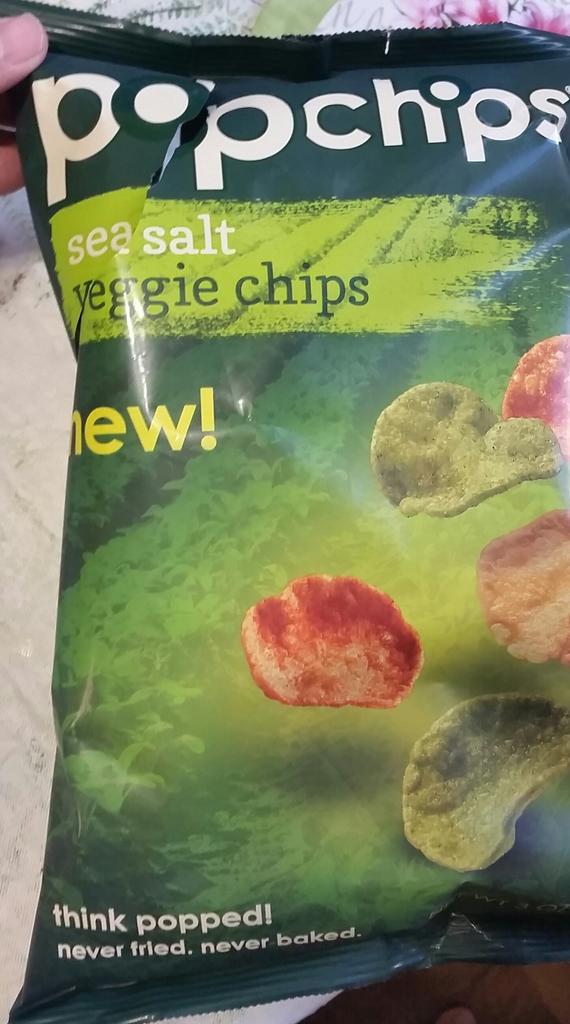 popchips
sea salt
veggie chips
new!
think popped!
never fried. never baked.